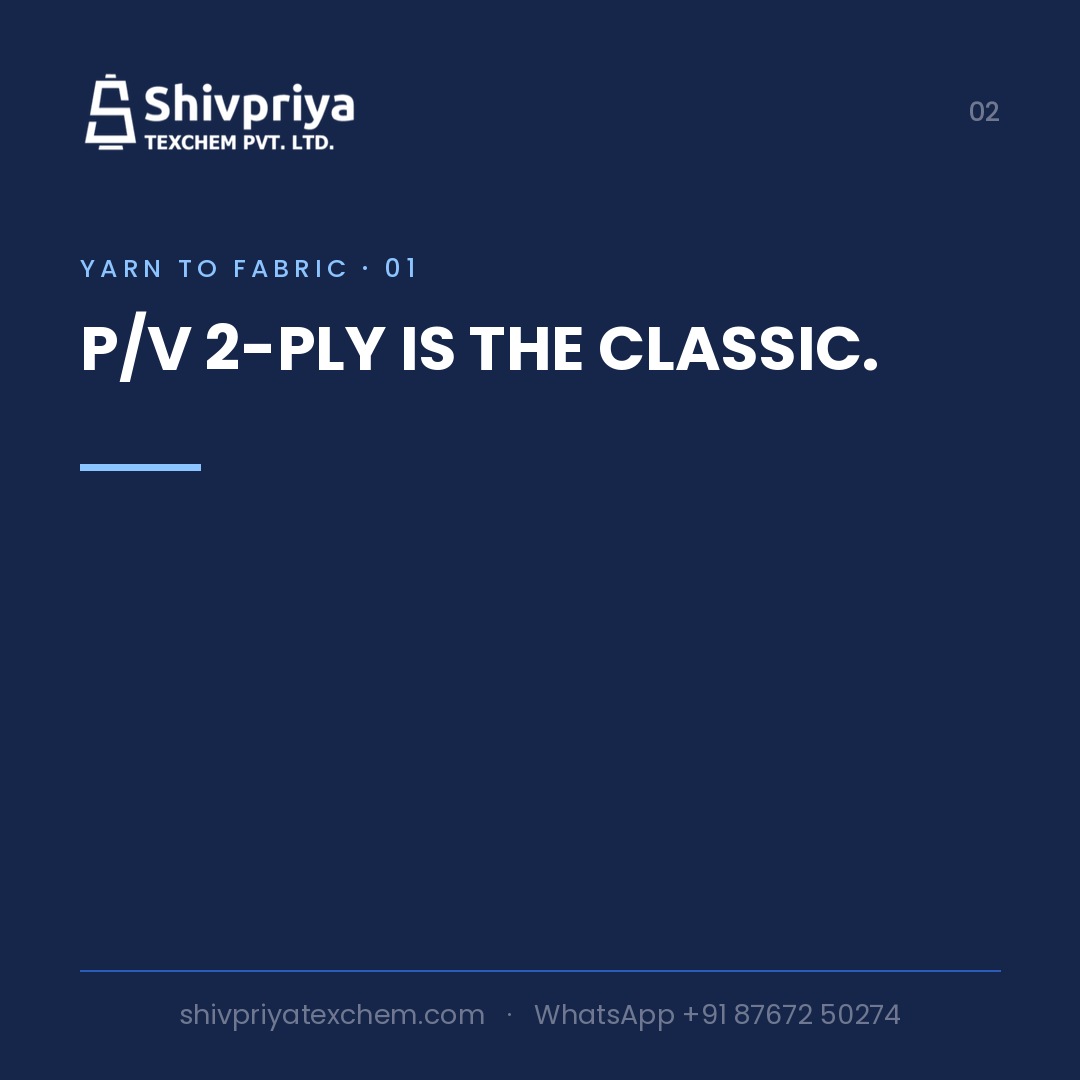 Shivpriya
TEXCHEM PVT. LTD.
02
YARN TO FABRIC · 01
P/V 2-PLY IS THE CLASSIC.
shivpriyatexchem.com · WhatsApp +91 87672 50274